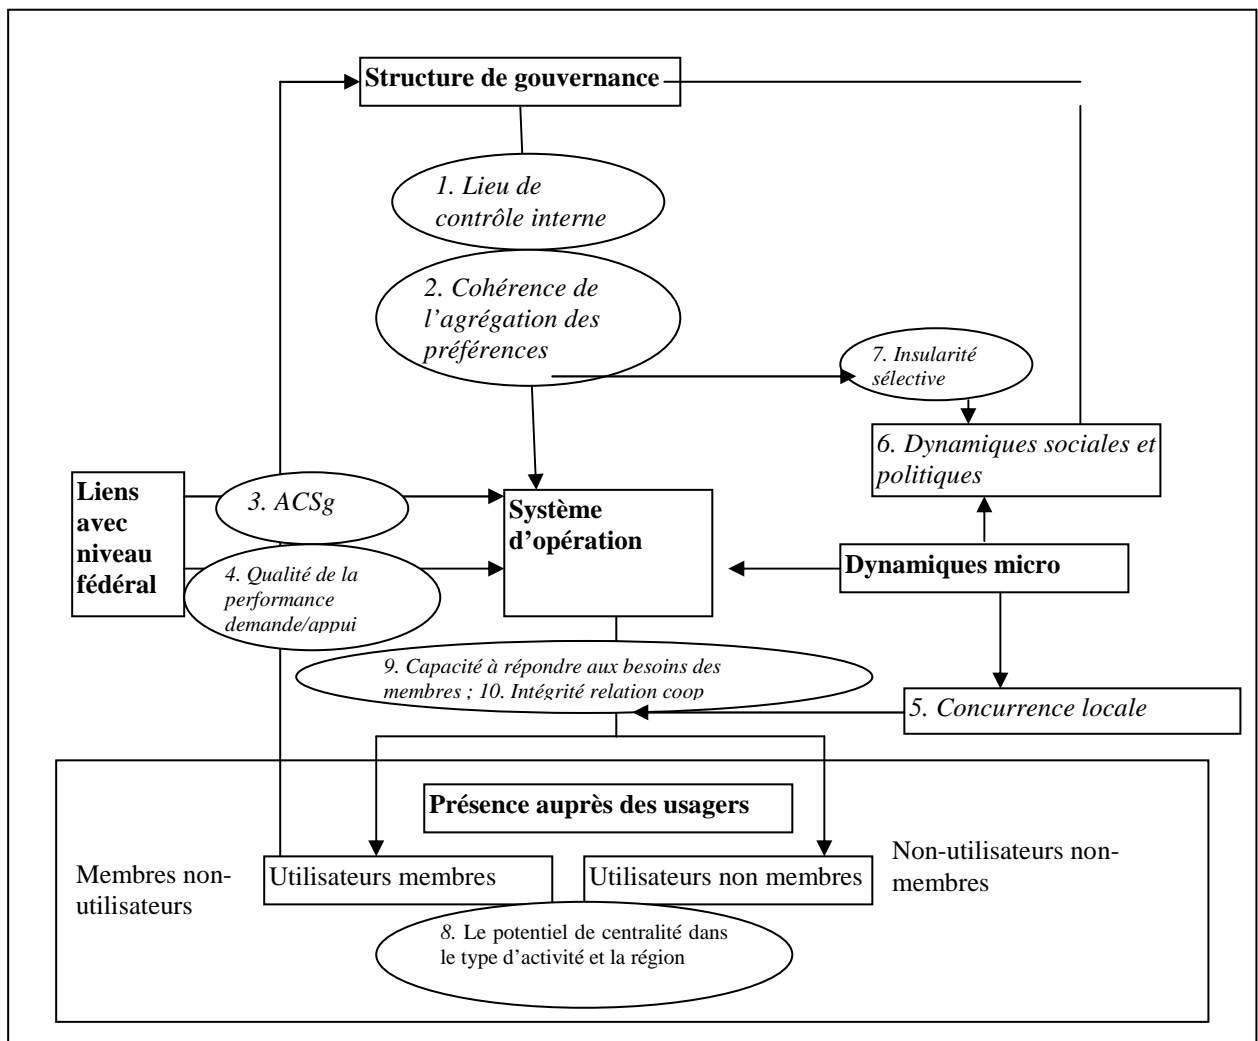 Structure de gouvernance
1. Lieu de
contrôle interne
2. Cohérence de
l'agrégation des
préférences
7. Insularité
sélective
6. Dynamiques sociales et
politiques
Liens
avec
niveau
fédéral
3. ACSg
4. Qualité de la
performance
demande/appui
Système
d'opération
Dynamiques micro
9. Capacité à répondre aux besoins des
membres ; 10. Intégrité relation coop
5. Concurrence locale
Présence auprès des usagers
Membres non-
utilisateurs
Utilisateurs membres
Utilisateurs non membres
Non-utilisateurs non-
membres
8. Le potentiel de centralité dans
le type d'activité et la région